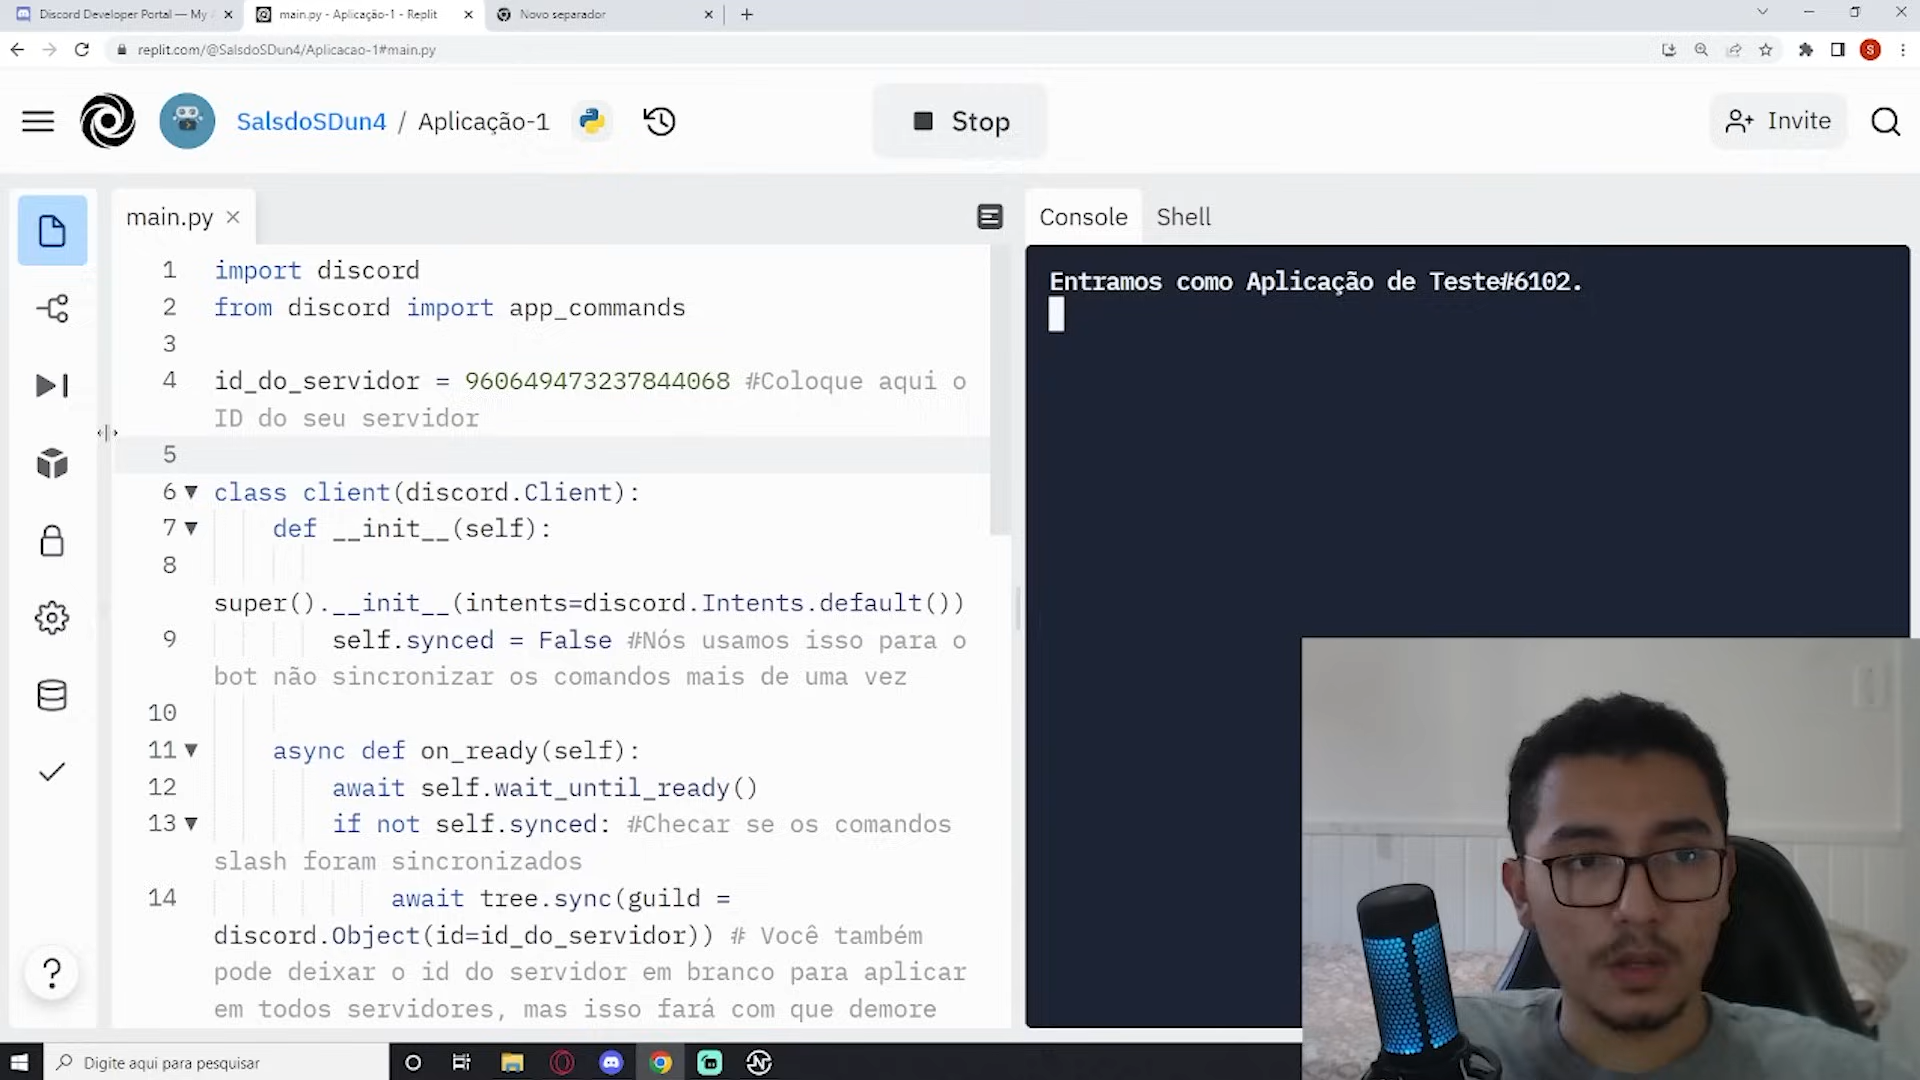 Discord Developer Portal — My
main.py - Aplicação-1 - Replit
Novo separador
replit.com/@SalsdoSDun4/Aplicacao-1#main.py
S
SalsdoSDun4 / Aplicação-1
Stop
Invite
main.py
Console
Shell
1 import discord
2 from discord import app_commands
3
4 id_do_servidor = 960649473237844068 #Coloque aqui o
ID do seu servidor
5
6 class client(discord.Client):
7 def __init__(self):
8
super().__init__(intents=discord.Intents.default())
9 self.synced = False #Nós usamos isso para o
bot não sincronizar os comandos mais de uma vez
10
11 async def on_ready(self):
12 await self.wait_until_ready()
13 if not self.synced: #Checar se os comandos
slash foram sincronizados
14 await tree.sync(guild =
discord.Object(id=id_do_servidor)) # Você também
pode deixar o id do servidor em branco para aplicar
em todos servidores, mas isso fará com que demore
Entramos como Aplicação de Teste#6102.
?
Digite aqui para pesquisar